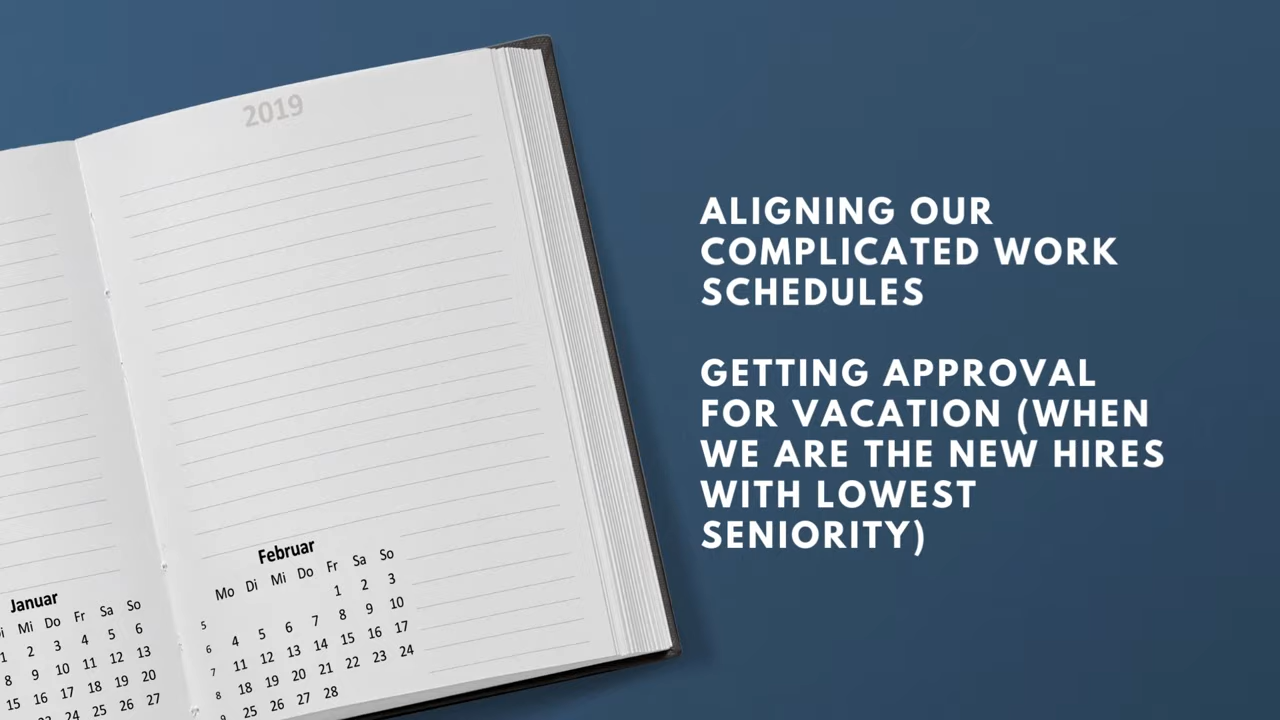 2019
Februar
Mo Di Mi Do Fr Sa So
5 1 2 3
6 4 5 6 7 8 9 10
7 11 12 13 14 15 16 17
8 18 19 20 21 22 23 24
9 25 26 27 28
Januar
Mi Do Fr Sa So
1 2 3 4 5 6
8 9 10 11 12 13
15 16 17 18 19 20
24 25 26 27
ALIGNING OUR
COMPLICATED WORK
SCHEDULES
GETTING APPROVAL
FOR VACATION (WHEN
WE ARE THE NEW HIRES
WITH LOWEST
SENIORITY)